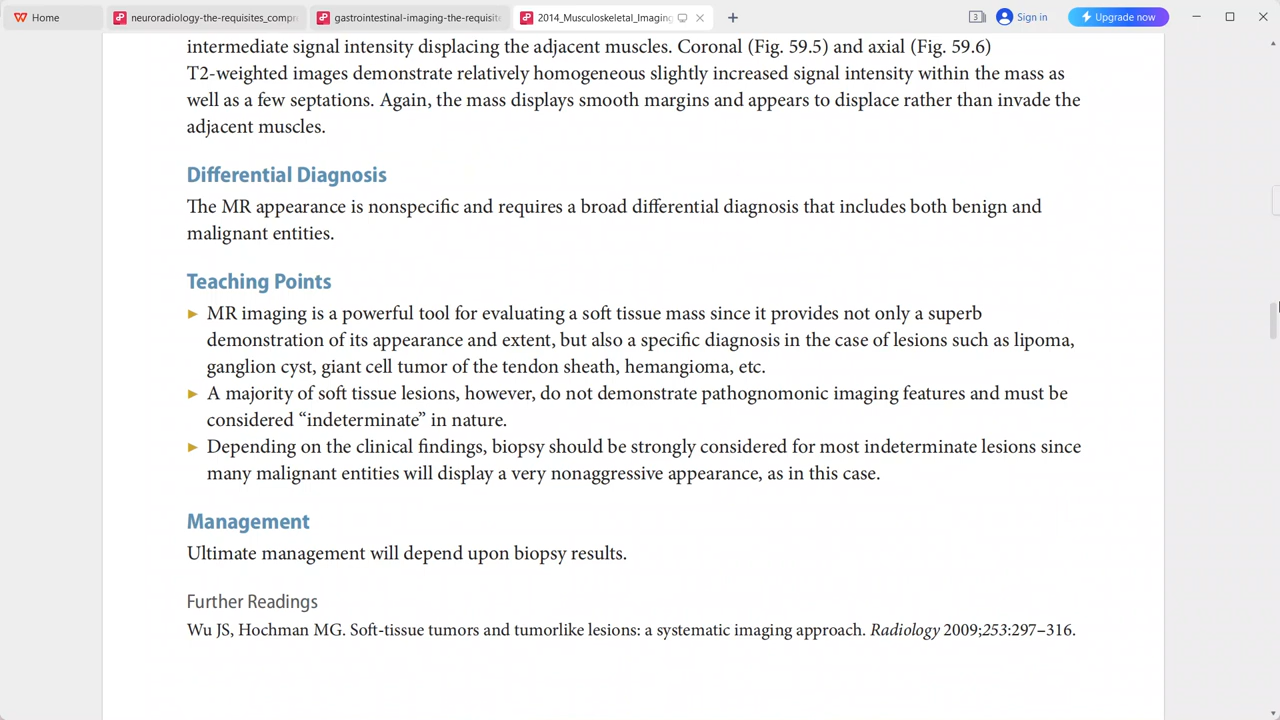 Home
neuroradiology-the-requisites_compr
gastrointestinal-imaging-the-requisite
2014_Musculoskeletal_Imaging
3
Sign in
Upgrade now
intermediate signal intensity displacing the adjacent muscles. Coronal (Fig. 59.5) and axial (Fig. 59.6)
T2-weighted images demonstrate relatively homogeneous slightly increased signal intensity within the mass as
well as a few septations. Again, the mass displays smooth margins and appears to displace rather than invade the
adjacent muscles.
Differential Diagnosis
The MR appearance is nonspecific and requires a broad differential diagnosis that includes both benign and
malignant entities.
Teaching Points
► MR imaging is a powerful tool for evaluating a soft tissue mass since it provides not only a superb
demonstration of its appearance and extent, but also a specific diagnosis in the case of lesions such as lipoma,
ganglion cyst, giant cell tumor of the tendon sheath, hemangioma, etc.
► A majority of soft tissue lesions, however, do not demonstrate pathognomonic imaging features and must be
considered “indeterminate” in nature.
► Depending on the clinical findings, biopsy should be strongly considered for most indeterminate lesions since
many malignant entities will display a very nonaggressive appearance, as in this case.
Management
Ultimate management will depend upon biopsy results.
Further Readings
Wu JS, Hochman MG. Soft-tissue tumors and tumorlike lesions: a systematic imaging approach. Radiology 2009;253:297–316.